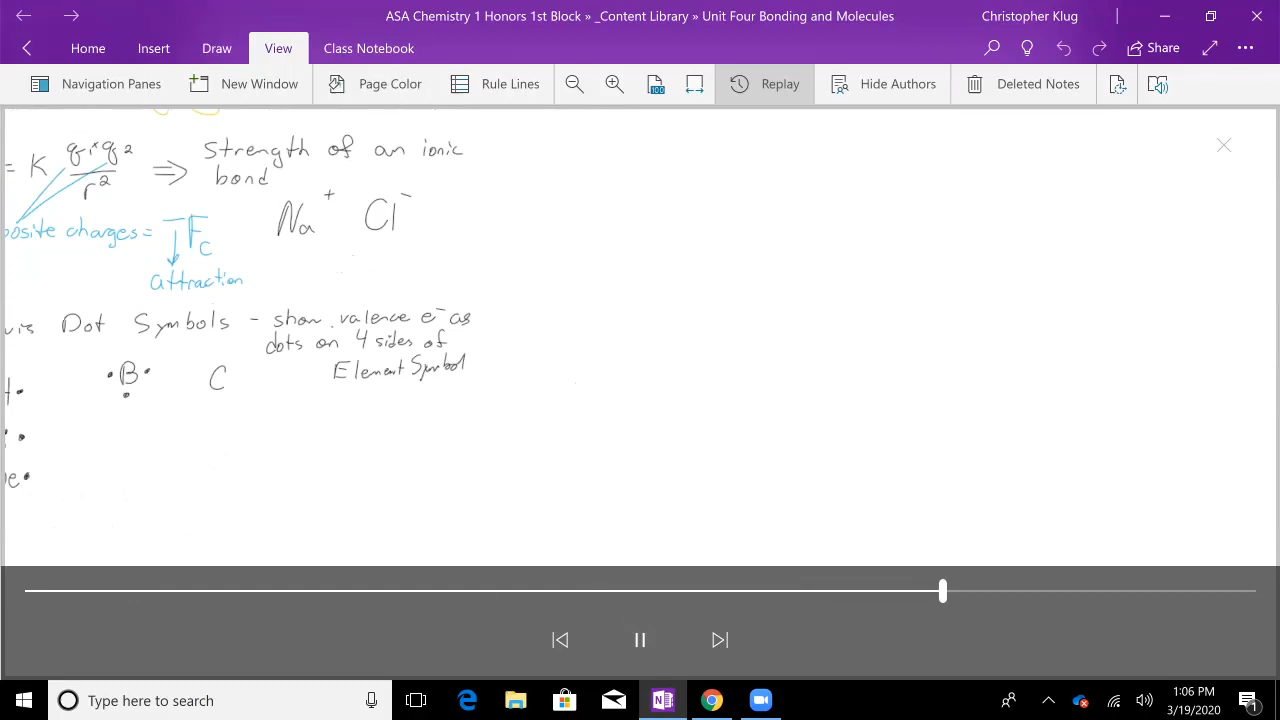 ASA Chemistry 1 Honors 1st Block » _Content Library » Unit Four Bonding and Molecules
Christopher Klug
Home Insert Draw View Class Notebook
Share
Navigation Panes New Window Page Color Rule Lines 100 Replay Hide Authors Deleted Notes
= K q1 x q2 / r² ⇒ Strength of an ionic
bond
Na⁺ Cl⁻
posite charges = -Fc
attraction
wis Dot Symbols - show valence e⁻ as
dots on 4 sides of
Element Symbol
•B• C
H•
e•
Type here to search
1:06 PM
3/19/2020
1